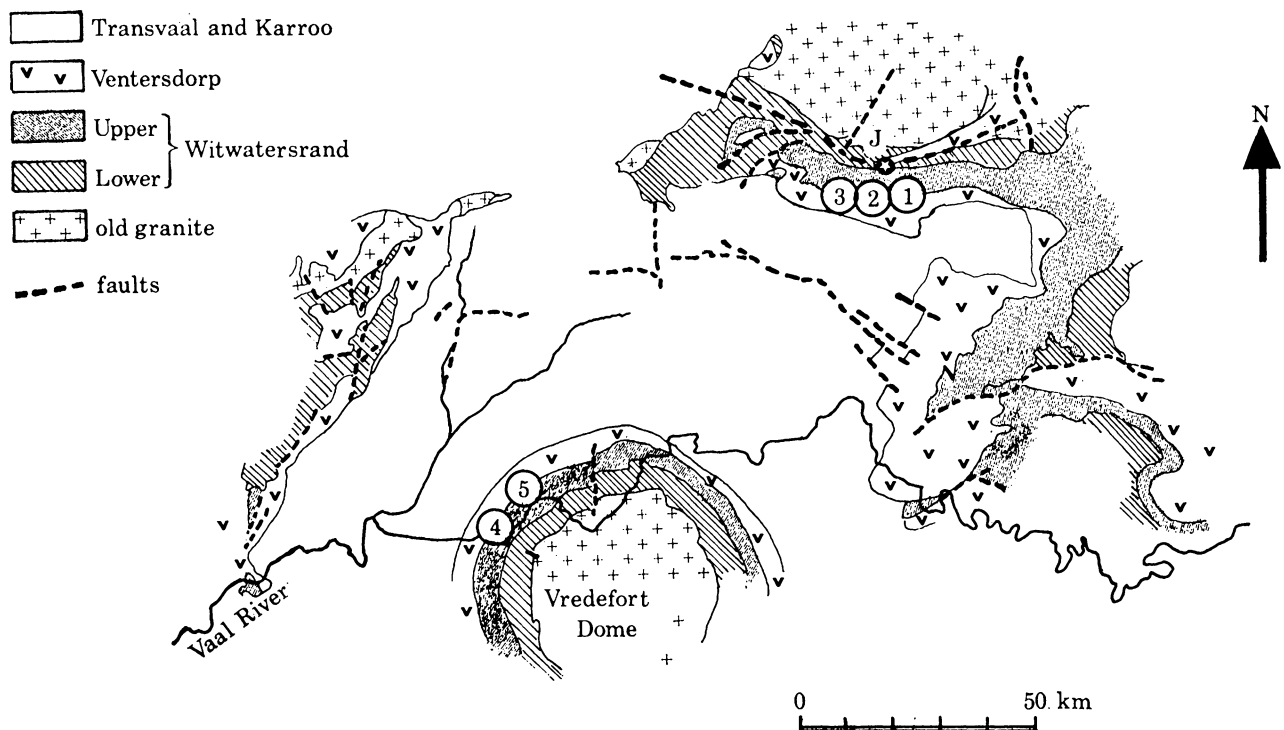 Transvaal and Karroo
Ventersdorp
Upper
Lower
Witwatersrand
old granite
faults
J
N
3 2 1
N
5
4
Vredefort
Dome
Vaal River
0 50. km